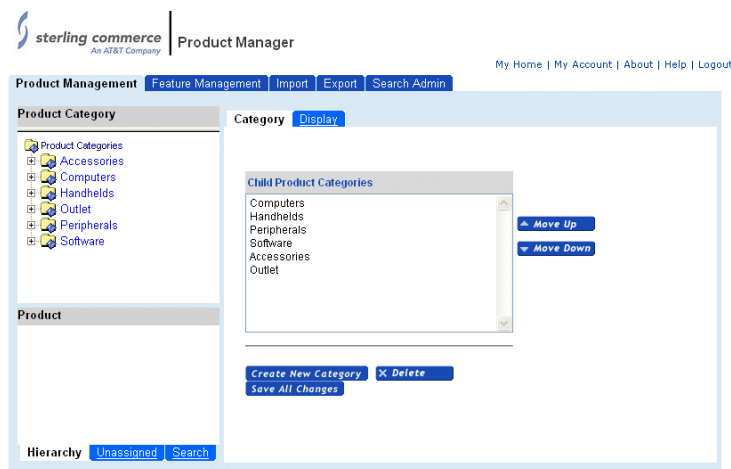 sterling commerce
An AT&T Company
Product Manager
My Home | My Account | About | Help | Logout
Product Management Feature Management Import Export Search Admin
Product Category
Category Display
Product Categories
Accessories
Computers
Handhelds
Outlet
Peripherals
Software
Child Product Categories
Computers
Handhelds
Peripherals
Software
Accessories
Outlet
Move Up
Move Down
Product
Create New Category X Delete
Save All Changes
Hierarchy Unassigned Search